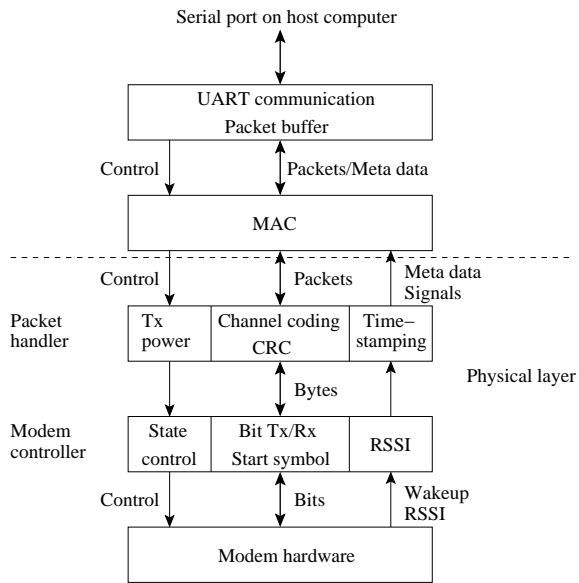 Serial port on host computer
UART communication
Packet buffer
Control
Packets/Meta data
MAC
Control
Packets
Meta data
Signals
Packet
handler
Tx
power
Channel coding
CRC
Time–
stamping
Bytes
Physical layer
Modem
controller
State
control
Bit Tx/Rx
Start symbol
RSSI
Control
Bits
Wakeup
RSSI
Modem hardware